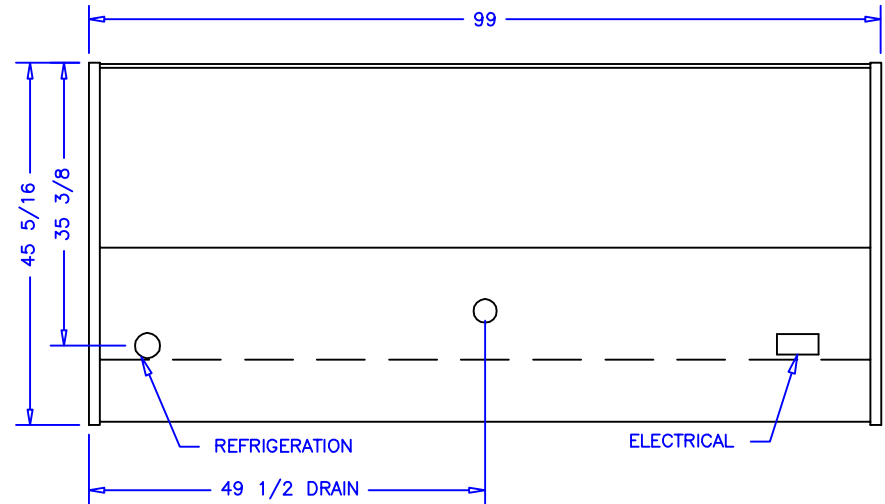 99
45 5/16
35 3/8
REFRIGERATION
ELECTRICAL
49 1/2 DRAIN